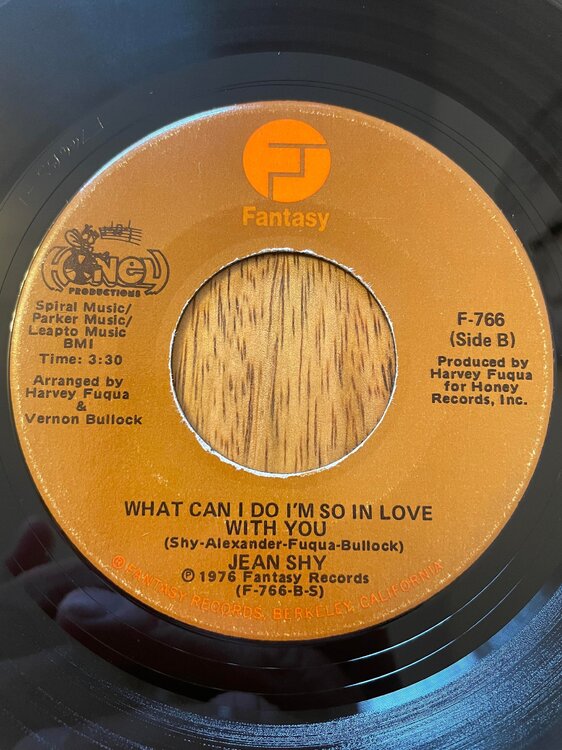 Fantasy
HONEY
PRODUCTIONS
Spiral Music/
Parker Music/
Leapto Music
BMI
Time: 3:30
Arranged by
Harvey Fuqua
&
Vernon Bullock
F-766
(Side B)
Produced by
Harvey Fuqua
for Honey
Records, Inc.
WHAT CAN I DO I'M SO IN LOVE
WITH YOU
(Shy-Alexander-Fuqua-Bullock)
JEAN SHY
℗ 1976 Fantasy Records
(F-766-B-S)
© FANTASY RECORDS, BERKELEY, CALIFORNIA